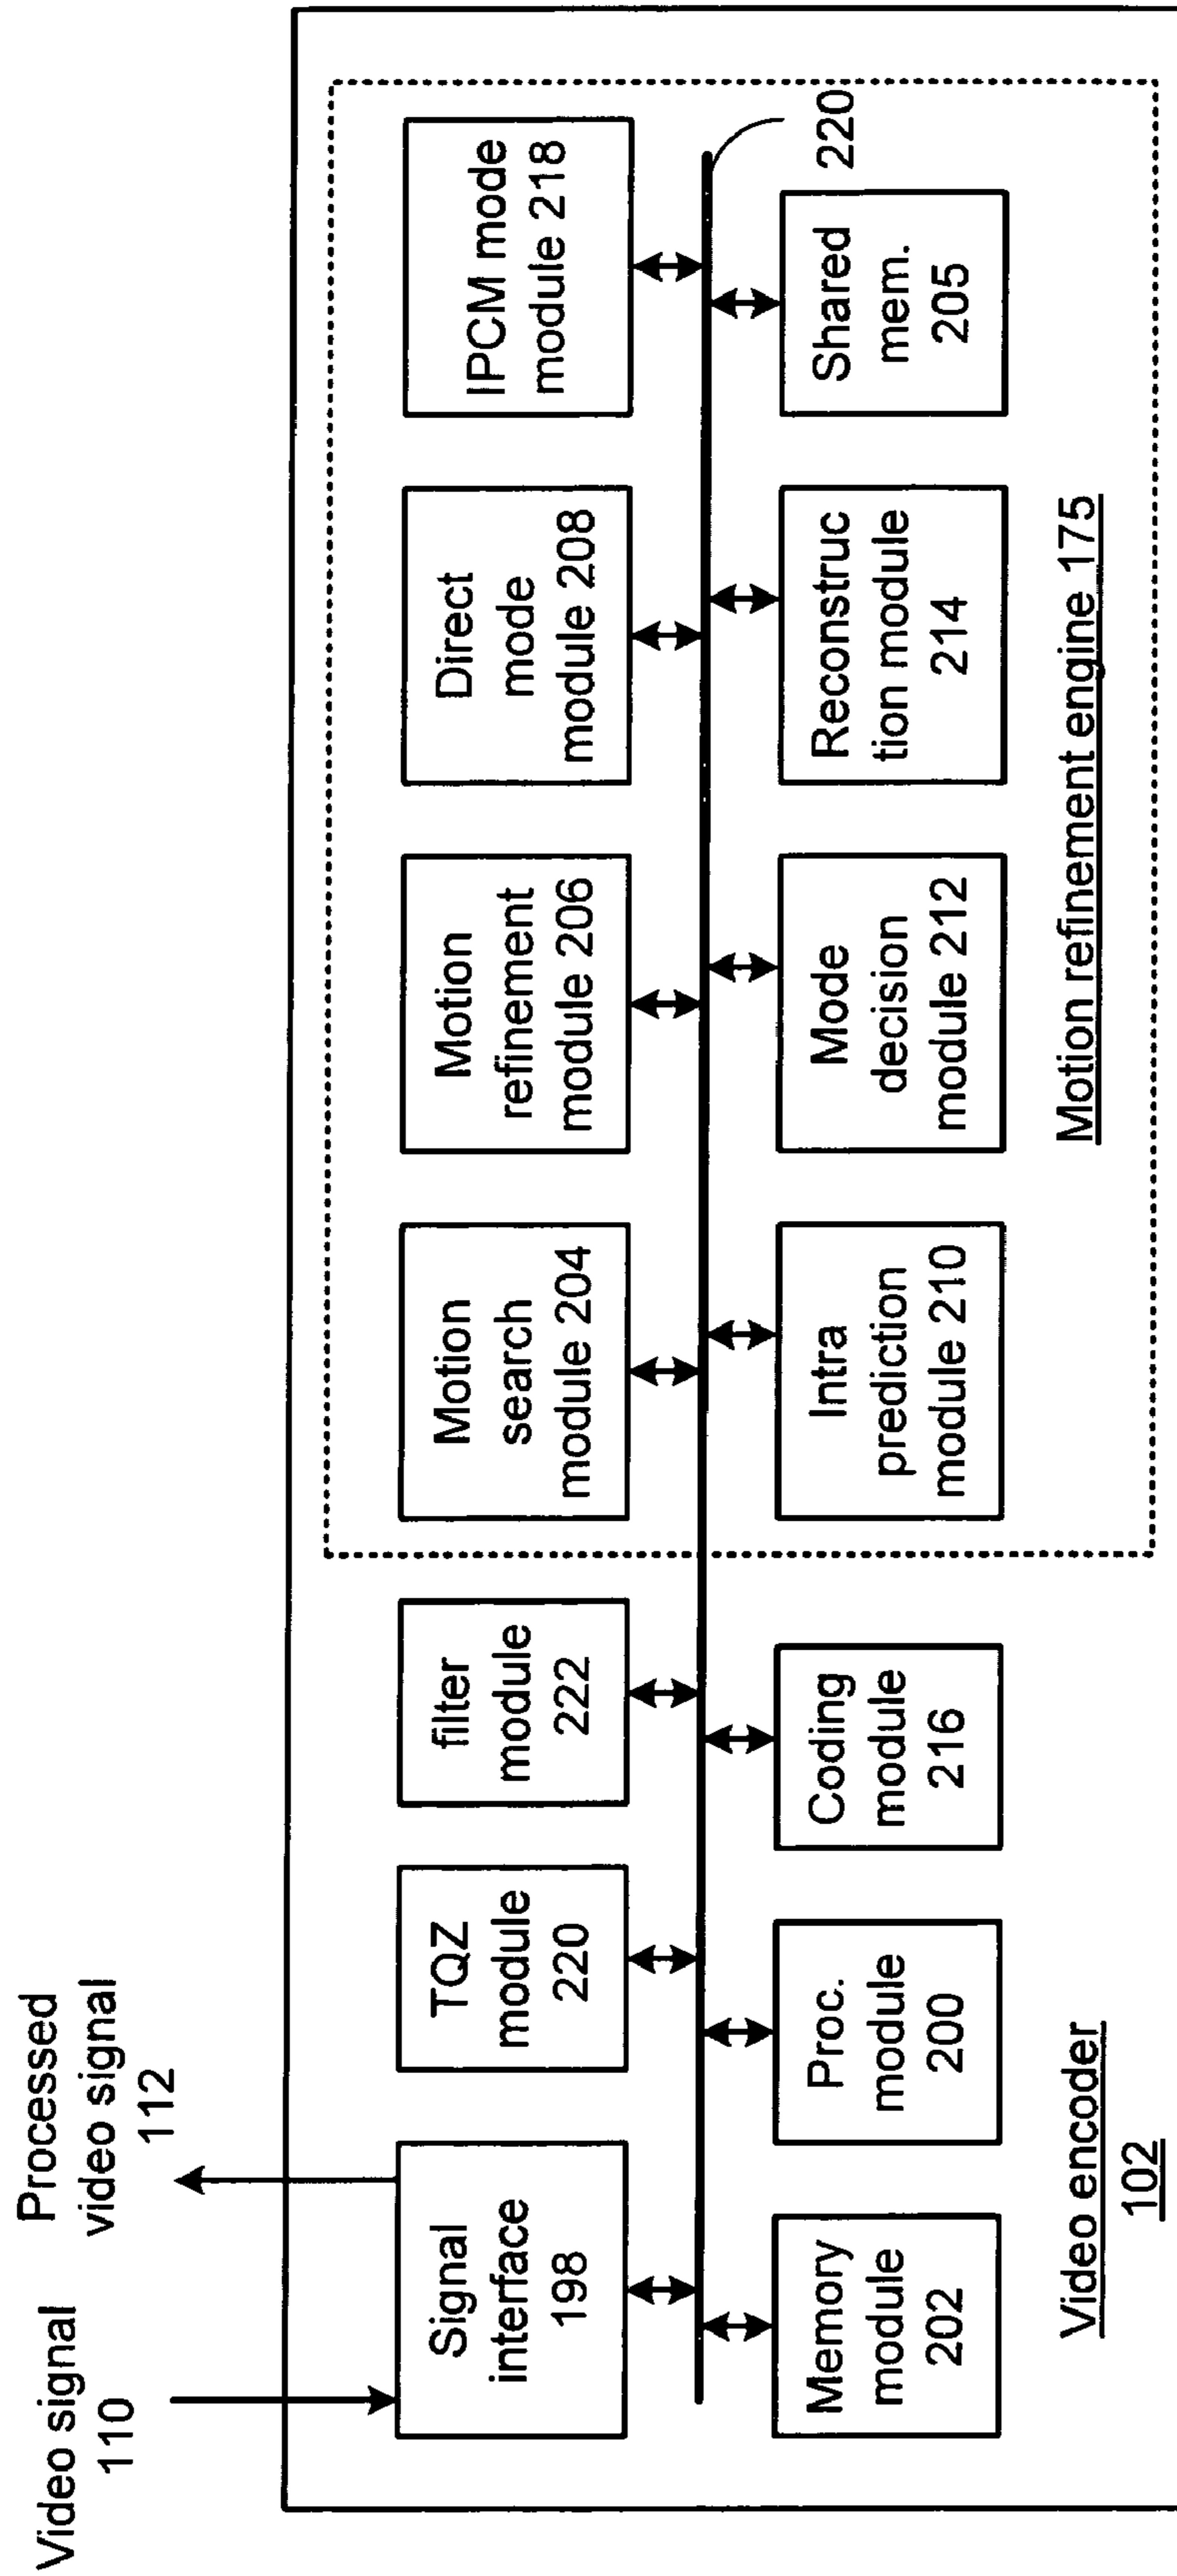 Video signal
110
Processed
video signal
112
Signal
interface
198
TQZ
module
220
filter
module
222
Motion
search
module 204
Motion
refinement
module 206
Direct
mode
module 208
IPCM mode
module 218
220
Memory
module
202
Proc.
module
200
Coding
module
216
Intra
prediction
module 210
Mode
decision
module 212
Reconstruc
tion module
214
Shared
mem.
205
Video encoder
102
Motion refinement engine 175